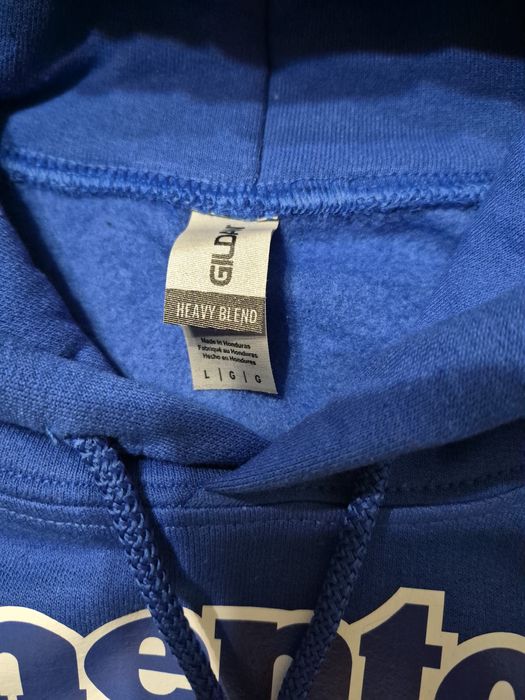 GILDAN
HEAVY BLEND
Made in Honduras
Fabriqué au Honduras
Hecho en Honduras
L | G | G